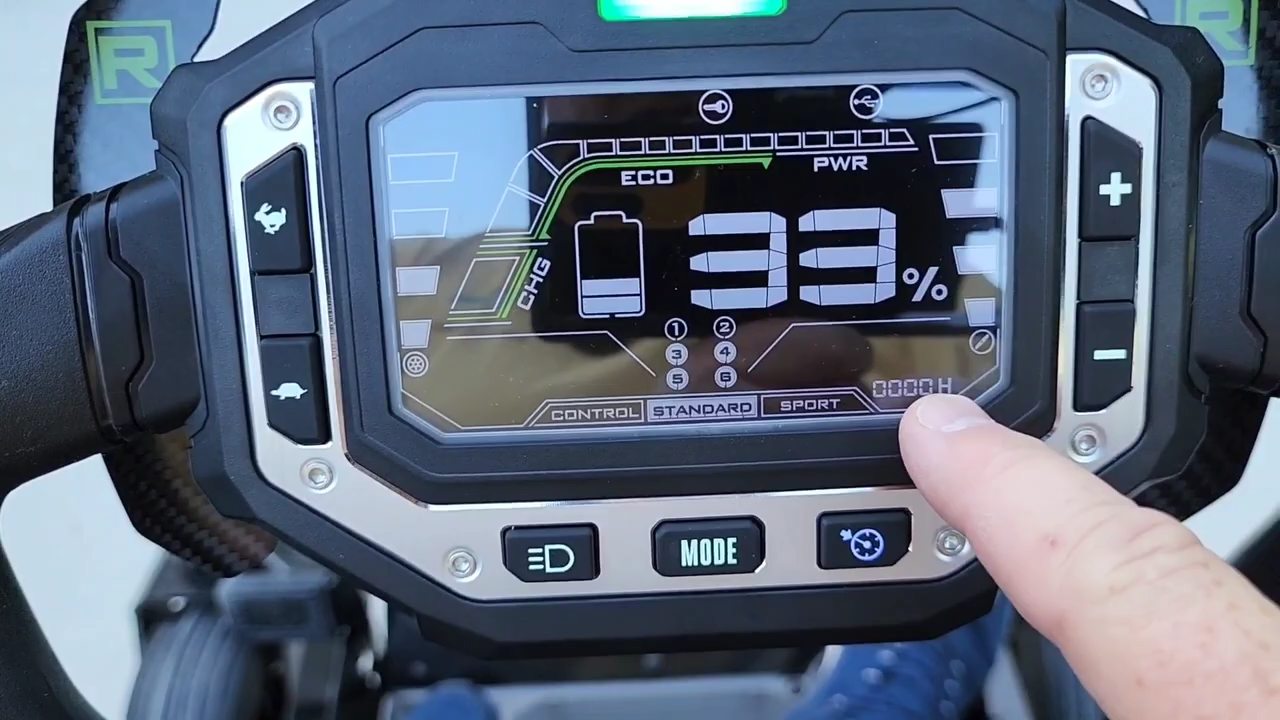 R
R
ECO
PWR
CHG
33%
1 2
3 4
5 6
0000H
CONTROL STANDARD SPORT
MODE